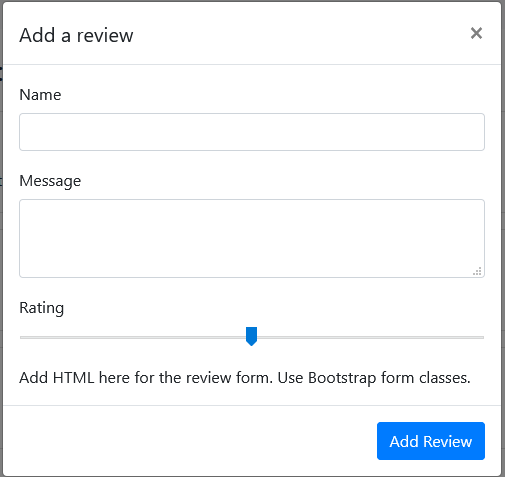 Add a review ×
Name
Message
Rating
Add HTML here for the review form. Use Bootstrap form classes.
Add Review